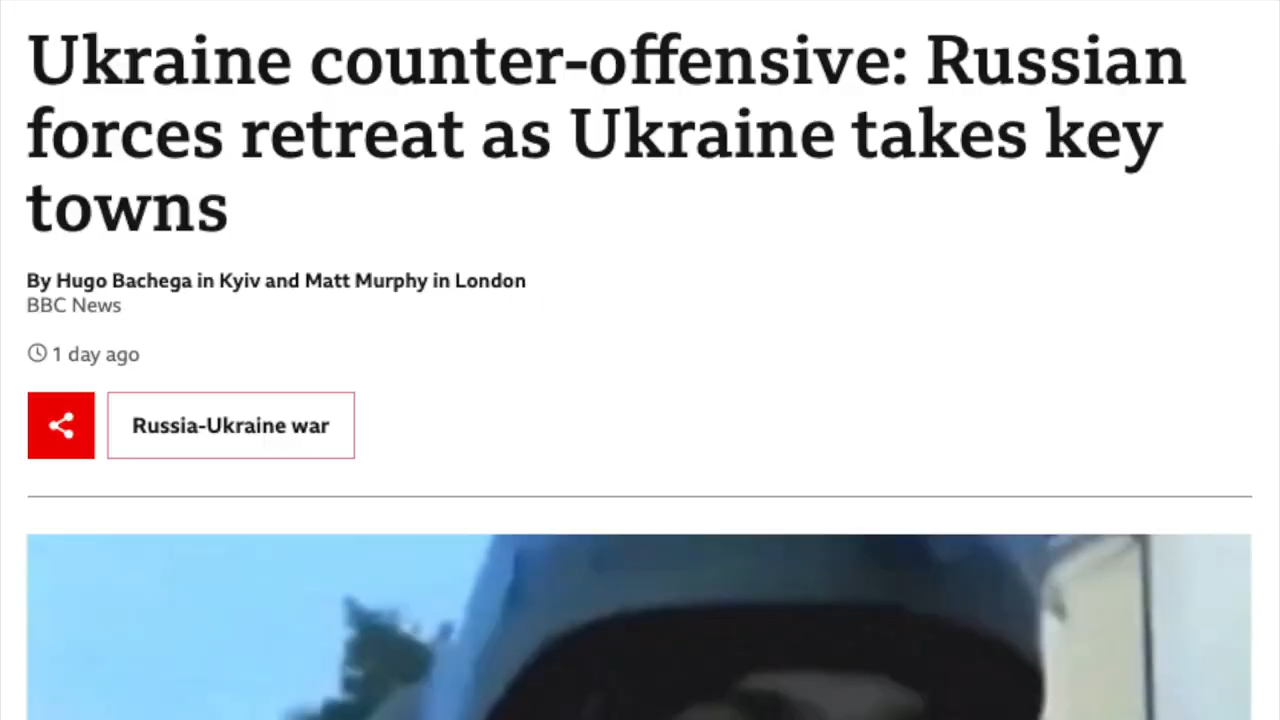 Ukraine counter-offensive: Russian
forces retreat as Ukraine takes key
towns
By Hugo Bachega in Kyiv and Matt Murphy in London
BBC News
1 day ago
Russia-Ukraine war